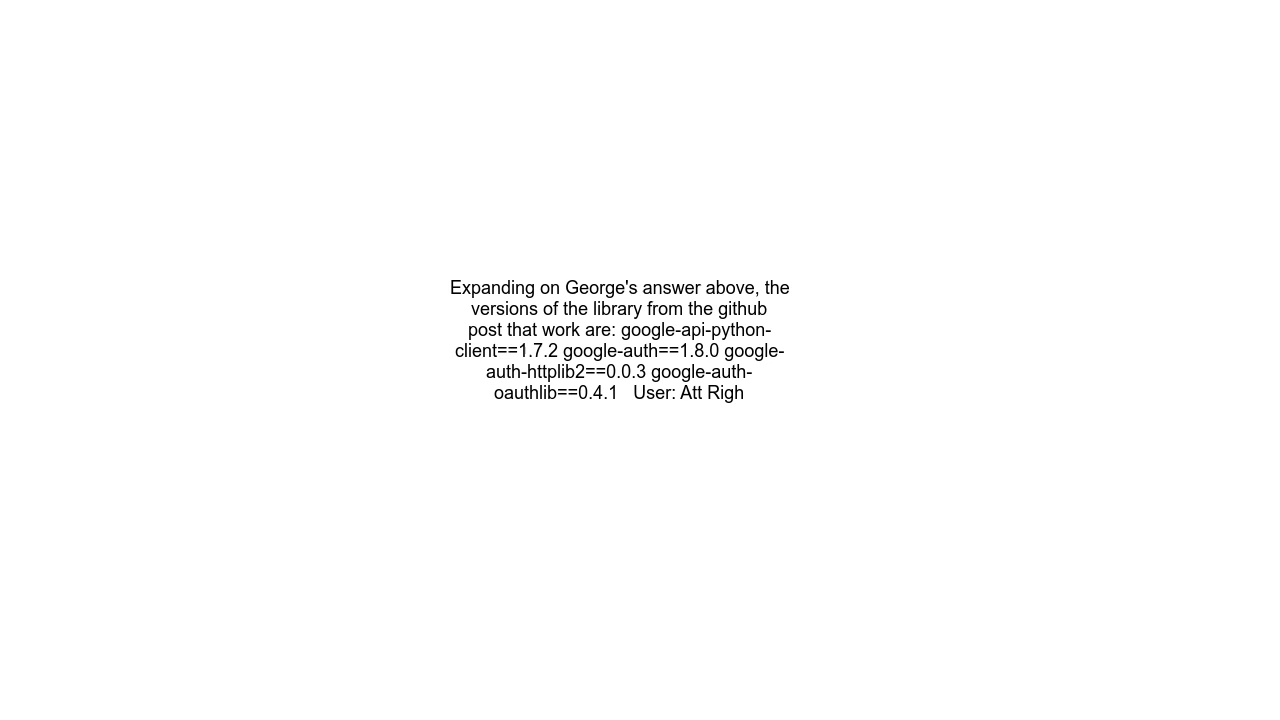 Expanding on George's answer above, the
versions of the library from the github
post that work are: google-api-python-
client==1.7.2 google-auth==1.8.0 google-
auth-httplib2==0.0.3 google-auth-
oauthlib==0.4.1   User: Att Righ